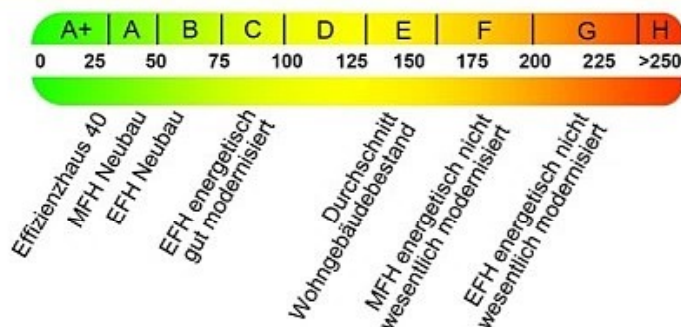 A+ A B C D E F G H
0 25 50 75 100 125 150 175 200 225 >250
Effizienzhaus 40
MFH Neubau
EFH Neubau
EFH energetisch
gut modernisiert
Durchschnitt
Wohngebäudebestand
MFH energetisch nicht
wesentlich modernisiert
EFH energetisch nicht
wesentlich modernisiert